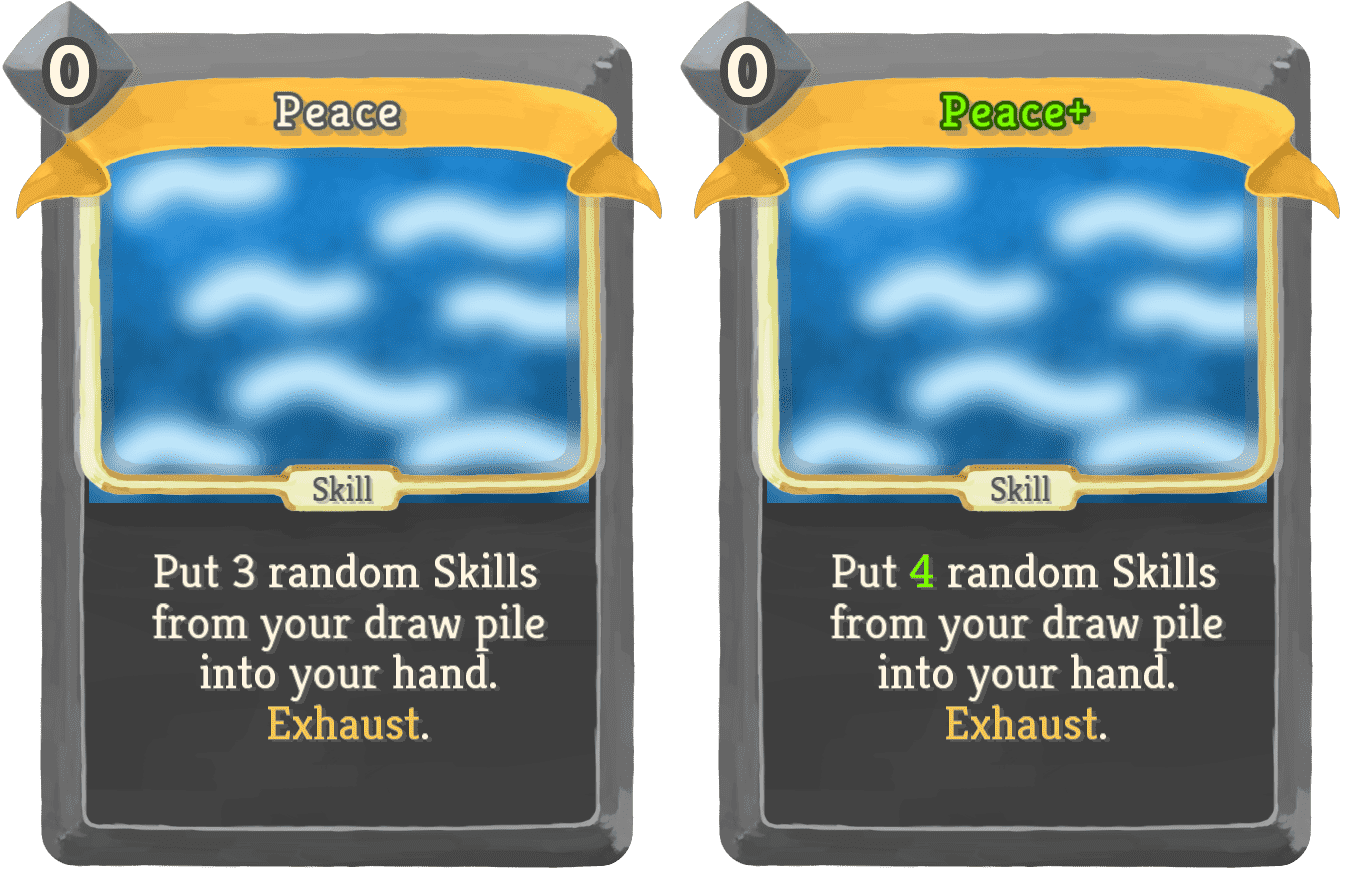 0
Peace
Skill
Put 3 random Skills
from your draw pile
into your hand.
Exhaust.
0
Peace+
Skill
Put 4 random Skills
from your draw pile
into your hand.
Exhaust.